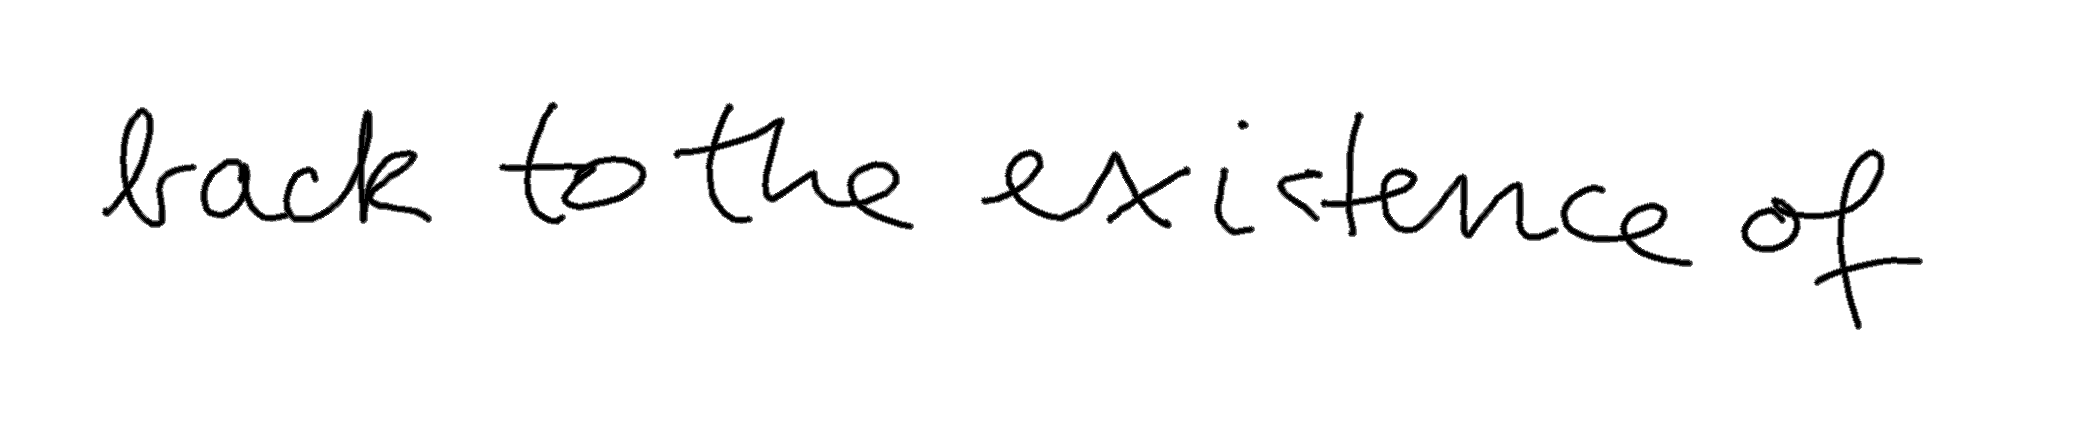 back to the existence of